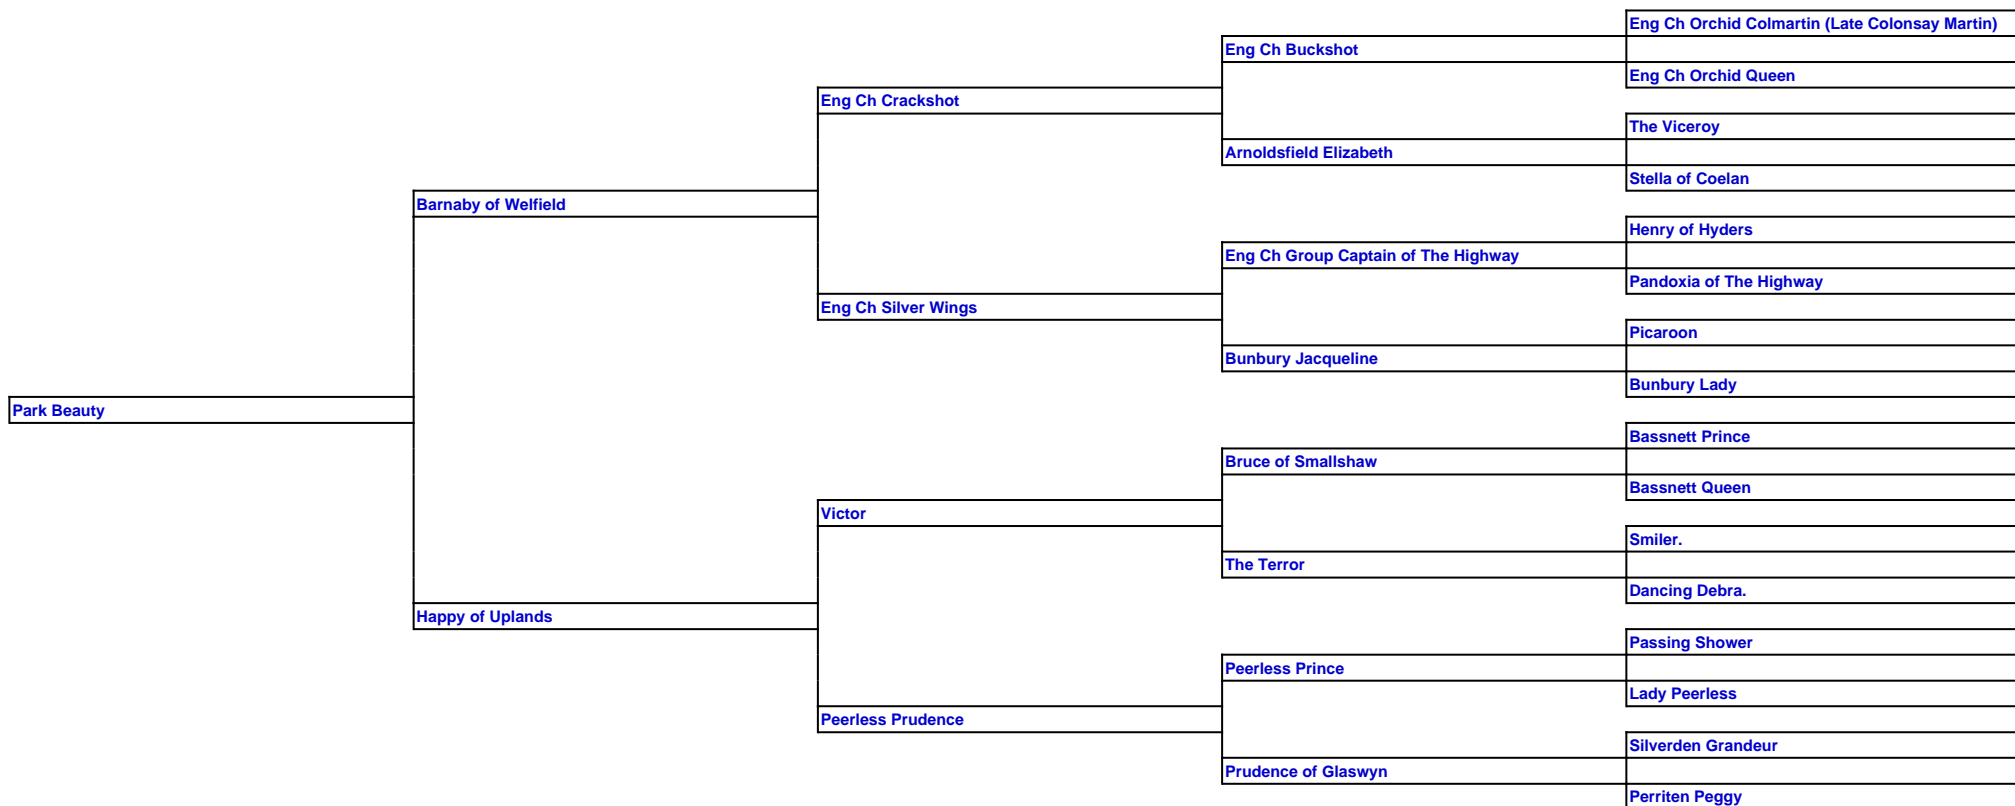 Eng Ch Orchid Colmartin (Late Colonsay Martin)
Eng Ch Buckshot
Eng Ch Orchid Queen
Eng Ch Crackshot
The Viceroy
Arnoldsfield Elizabeth
Stella of Coelan
Barnaby of Welfield
Henry of Hyders
Eng Ch Group Captain of The Highway
Pandoxia of The Highway
Eng Ch Silver Wings
Picaroon
Bunbury Jacqueline
Bunbury Lady
Park Beauty
Bassnett Prince
Bruce of Smallshaw
Bassnett Queen
Victor
Smiler.
The Terror
Dancing Debra.
Happy of Uplands
Passing Shower
Peerless Prince
Lady Peerless
Peerless Prudence
Silverden Grandeur
Prudence of Glaswyn
Perriten Peggy